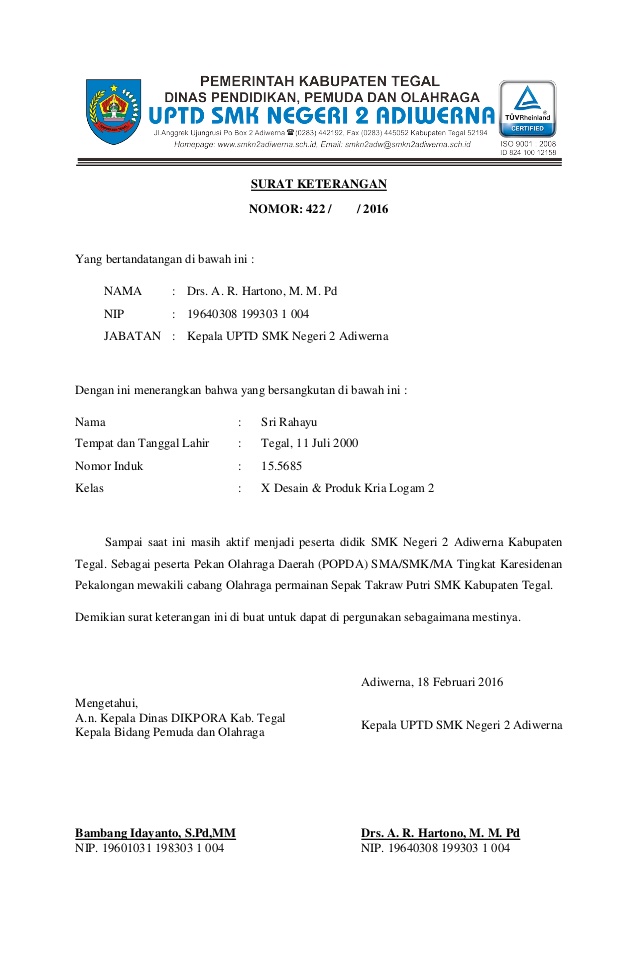 PEMERINTAH KABUPATEN TEGAL
DINAS PENDIDIKAN, PEMUDA DAN OLAHRAGA
UPTD SMK NEGERI 2 ADIWERNA
Jl.Anggrek Ujungrusi Po Box 2 Adiwerna ☎(0283) 442192. Fax (0283) 445052 Kabupaten Tegal 52194
Homepage: www.smkn2adiwerna.sch.id, Email: smkn2adw@smkn2adiwerna.sch.id
TÜVRheinland
CERTIFIED
ISO 9001 : 2008
ID 824 100 12159
SURAT KETERANGAN
NOMOR: 422 / / 2016
Yang bertandatangan di bawah ini :
NAMA : Drs. A. R. Hartono, M. M. Pd
NIP : 19640308 199303 1 004
JABATAN : Kepala UPTD SMK Negeri 2 Adiwerna
Dengan ini menerangkan bahwa yang bersangkutan di bawah ini :
Nama : Sri Rahayu
Tempat dan Tanggal Lahir : Tegal, 11 Juli 2000
Nomor Induk : 15.5685
Kelas : X Desain & Produk Kria Logam 2
Sampai saat ini masih aktif menjadi peserta didik SMK Negeri 2 Adiwerna Kabupaten
Tegal. Sebagai peserta Pekan Olahraga Daerah (POPDA) SMA/SMK/MA Tingkat Karesidenan
Pekalongan mewakili cabang Olahraga permainan Sepak Takraw Putri SMK Kabupaten Tegal.
Demikian surat keterangan ini di buat untuk dapat di pergunakan sebagaimana mestinya.
Adiwerna, 18 Februari 2016
Mengetahui,
A.n. Kepala Dinas DIKPORA Kab. Tegal
Kepala Bidang Pemuda dan Olahraga
Kepala UPTD SMK Negeri 2 Adiwerna
Bambang Idayanto, S.Pd,MM
NIP. 19601031 198303 1 004
Drs. A. R. Hartono, M. M. Pd
NIP. 19640308 199303 1 004